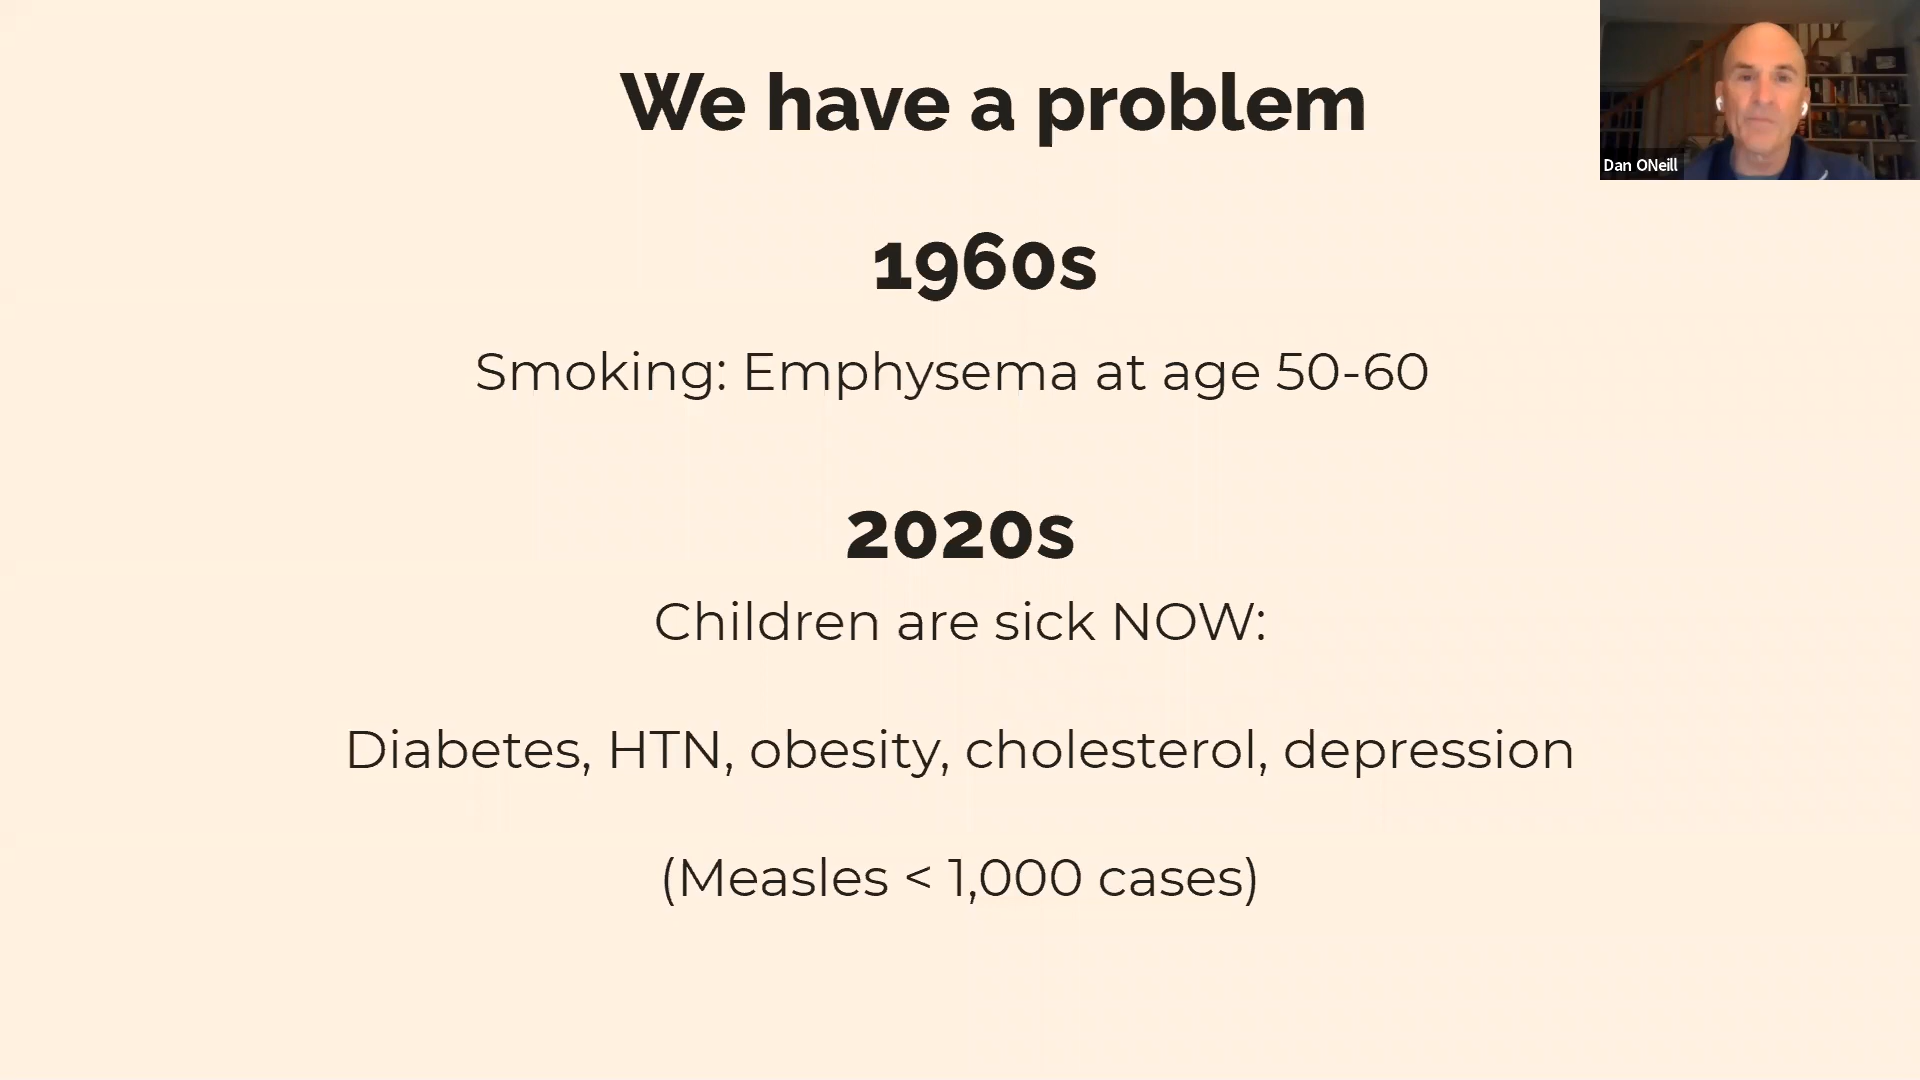 We have a problem
Dan ONeill
1960s
Smoking: Emphysema at age 50-60
2020s
Children are sick NOW:
Diabetes, HTN, obesity, cholesterol, depression
(Measles < 1,000 cases)